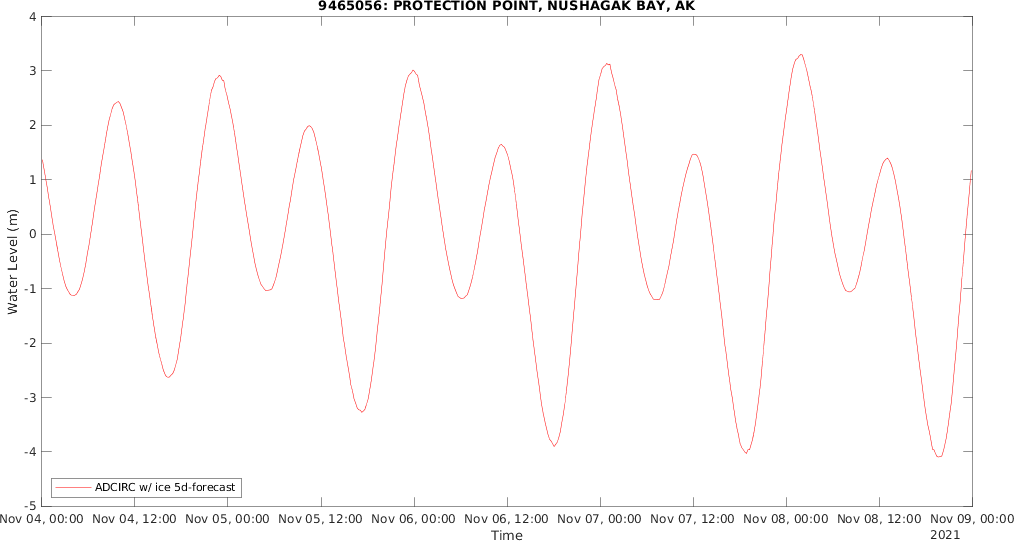 9465056: PROTECTION POINT, NUSHAGAK BAY, AK
4
3
2
1
0
-1
-2
-3
-4
-5
Water Level (m)
ADCIRC w/ ice 5d-forecast
Nov 04, 00:00 Nov 04, 12:00 Nov 05, 00:00 Nov 05, 12:00 Nov 06, 00:00 Nov 06, 12:00 Nov 07, 00:00 Nov 07, 12:00 Nov 08, 00:00 Nov 08, 12:00 Nov 09, 00:00
Time
2021